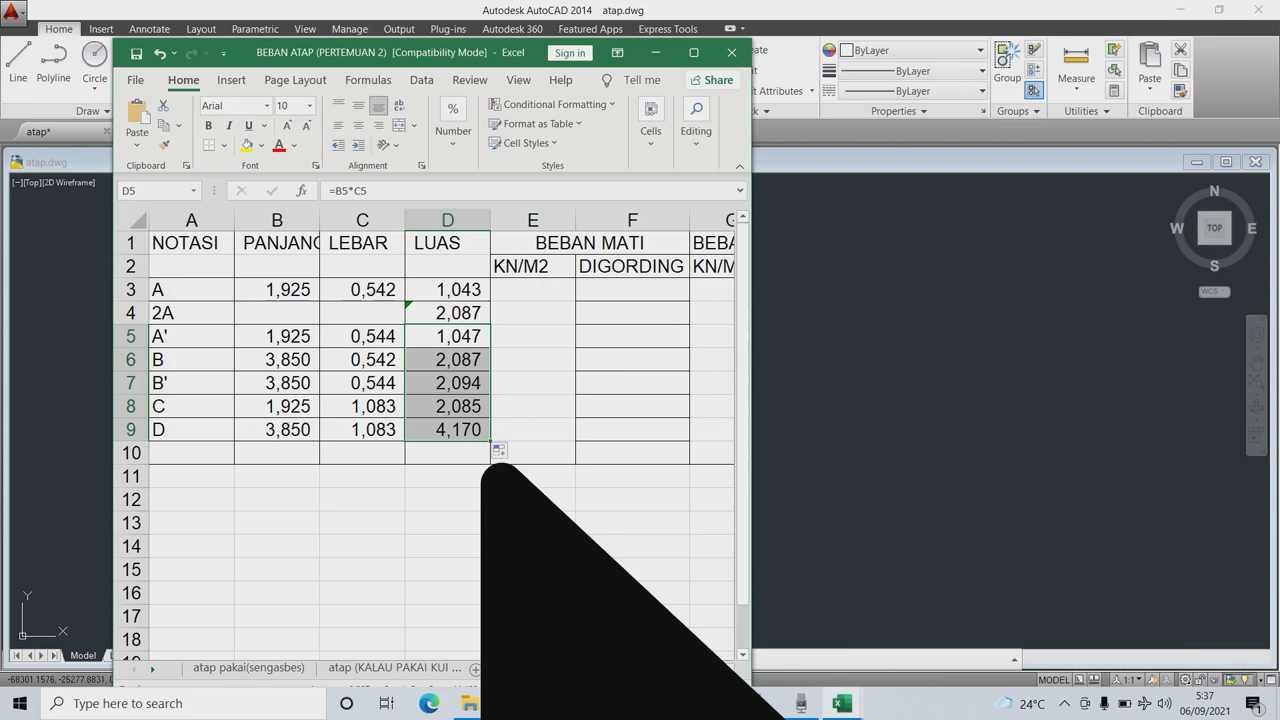 Autodesk AutoCAD 2014 atap.dwg
Home Insert Annotate Layout Parametric View Manage Output Plug-ins Autodesk 360 Featured Apps Express Tools
Line Polyline Circle
Draw
ByLayer
ByLayer
ByLayer
Properties
Group
Groups
Measure
Utilities
Paste
Clipboard
atap*
atap.dwg
[−][Top][2D Wireframe]
BEBAN ATAP (PERTEMUAN 2) [Compatibility Mode] - Excel Sign in
File Home Insert Page Layout Formulas Data Review View Help Tell me Share
Paste
Clipboard
Arial 10
B I U
Font
Alignment
%
Number
Conditional Formatting
Format as Table
Cell Styles
Styles
Cells
Editing
D5 fx =B5*C5
A B C D E F
1 NOTASI PANJANG LEBAR LUAS BEBAN MATI BEBA
2 KN/M2 DIGORDING KN/M
3 A 1,925 0,542 1,043
4 2A 2,087
5 A' 1,925 0,544 1,047
6 B 3,850 0,542 2,087
7 B' 3,850 0,544 2,094
8 C 1,925 1,083 2,085
9 D 3,850 1,083 4,170
10
11
12
13
14
15
16
17
18
atap pakai(sengasbes) atap (KALAU PAKAI KUI ...
N
W TOP E
S
WCS
Y
X
Model
-68301.1576, -25277.8831,
MODEL 1:1
Type here to search
24°C
5:37
06/09/2021